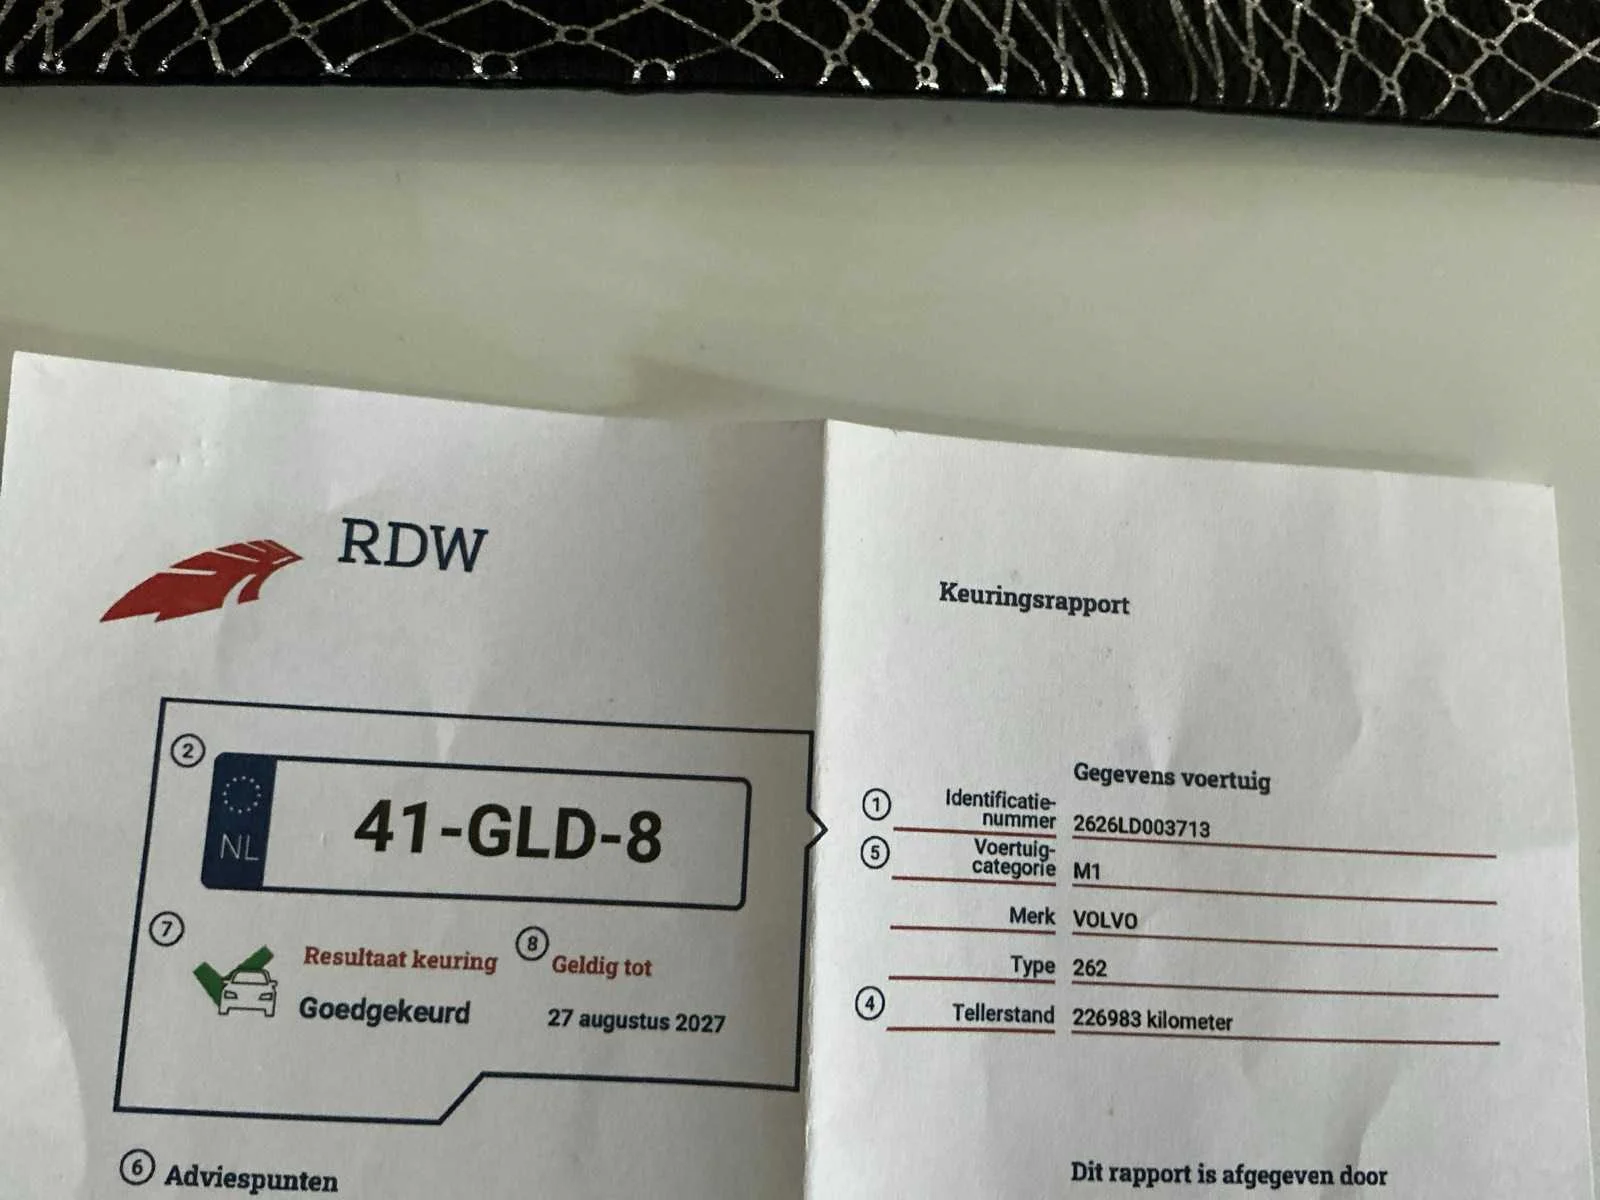 RDW
2
NL
41-GLD-8
7
Resultaat keuring
Goedgekeurd
8
Geldig tot
27 augustus 2027
6 Adviespunten
Keuringsrapport
Gegevens voertuig
1 Identificatie-
nummer 2626LD003713
5 Voertuig-
categorie M1
Merk VOLVO
Type 262
4 Tellerstand 226983 kilometer
Dit rapport is afgegeven door